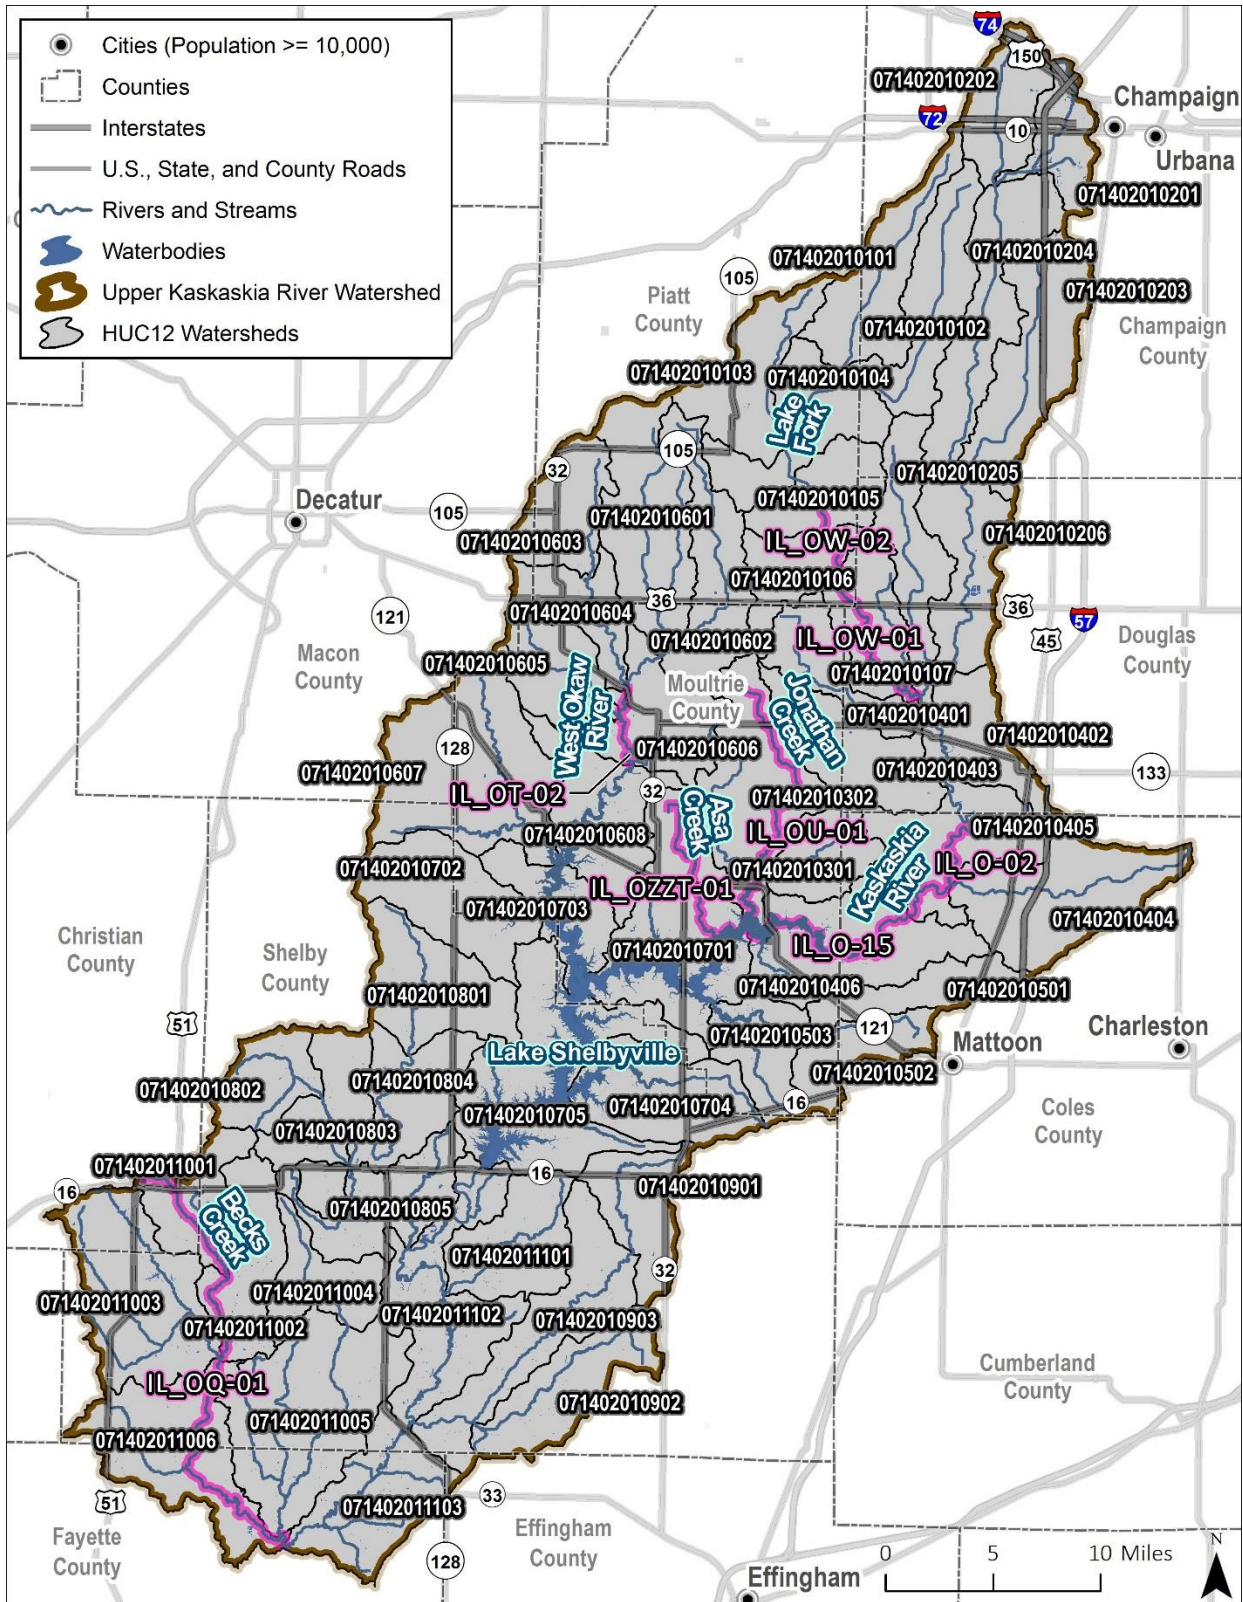 Cities (Population >= 10,000)
Counties
Interstates
U.S., State, and County Roads
Rivers and Streams
Waterbodies
Upper Kaskaskia River Watershed
HUC12 Watersheds
74
150
071402010202
Champaign
72
10
Urbana
071402010201
071402010101
071402010204
105
071402010203
Piatt
County
071402010102
Champaign
County
071402010103
071402010104
Lake
Fork
105
32
071402010205
Decatur
071402010105
105
071402010601
071402010603
IL_OW-02
071402010206
071402010106
36
36
57
121
071402010604
45
071402010602
IL_OW-01
Douglas
County
Macon
County
071402010605
071402010107
West Okaw
River
Moultrie
County
Jonathan
Creek
071402010401
071402010402
128
071402010606
071402010607
071402010403
133
IL_OT-02
32
071402010302
Asa
Creek
071402010608
IL_OU-01
071402010405
Kaskaskia
River
071402010702
071402010301
IL_O-02
IL_OZZT-01
071402010703
071402010404
Christian
County
Shelby
County
071402010701
IL_O-15
071402010801
071402010406
071402010501
51
121
071402010503
Charleston
Mattoon
Lake Shelbyville
071402010502
071402010802
071402010804
071402010705
071402010704
16
071402010803
Coles
County
071402011001
16
16
071402010901
Becks
Creek
071402010805
071402011101
32
071402011004
071402011003
071402011102
071402010903
071402011002
Cumberland
County
IL_OQ-01
071402010902
071402011005
071402011006
33
51
071402011103
Fayette
County
Effingham
County
128
0 5 10 Miles
N
Effingham